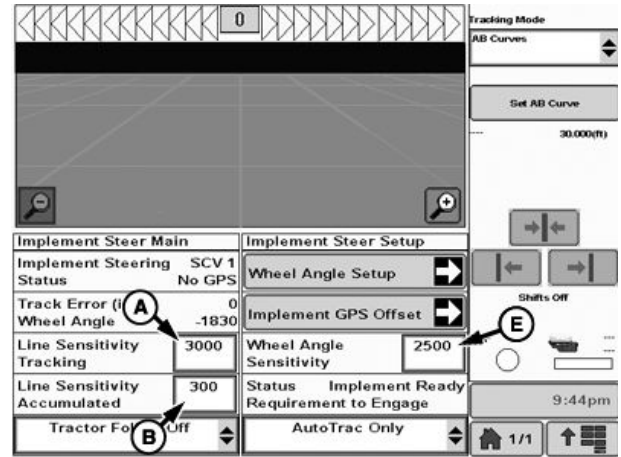 0
Tracking Mode
AB Curves
Set AB Curve
30.000(ft)
Shifts Off
Implement Steer Main
Implement Steering SCV 1
Status No GPS
Track Error (i 0
Wheel Angle -1830
Line Sensitivity 3000
Tracking
Line Sensitivity 300
Accumulated
Tractor Fo Off
A
B
Implement Steer Setup
Wheel Angle Setup
Implement GPS Offset
Wheel Angle 2500
Sensitivity
E
Status Implement Ready
Requirement to Engage
AutoTrac Only
9:44pm
1/1